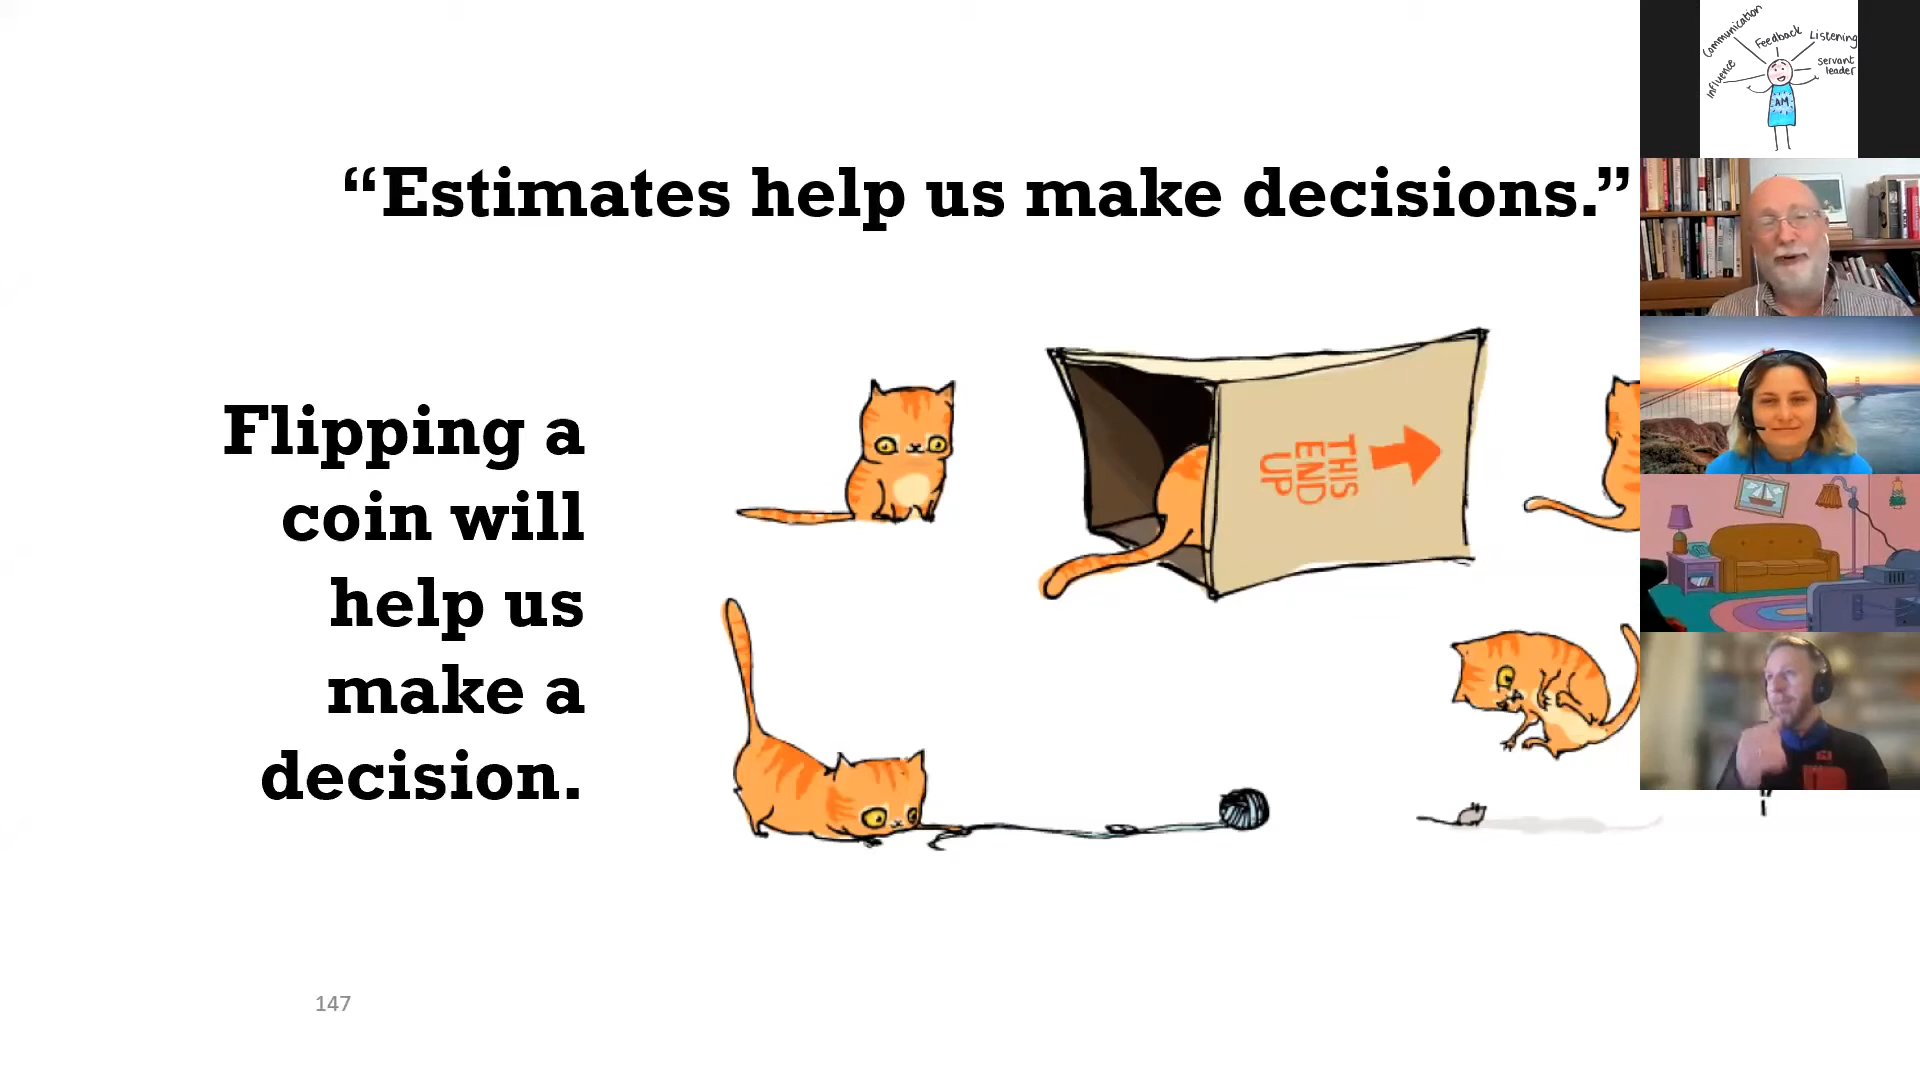 “Estimates help us make decisions.”
Flipping a
coin will
help us
make a
decision.
THIS
END
UP
147
Communication
Feedback
Listening
Influence
servant
leader
AM